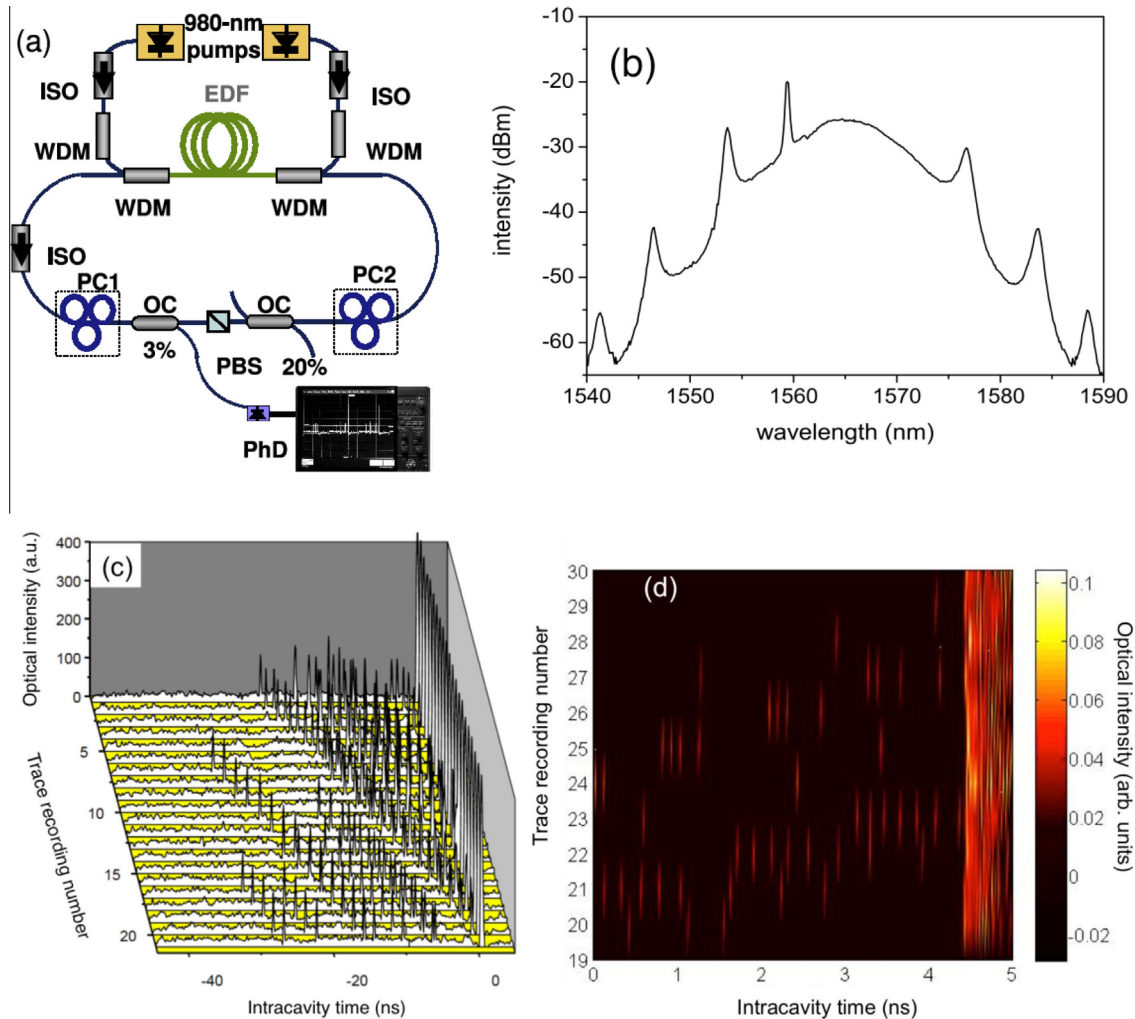 (a)
980-nm
pumps
ISO
EDF
ISO
WDM
WDM
WDM
WDM
ISO
PC1
OC
OC
PC2
3%
PBS
20%
PhD
(b)
intensity (dBm)
-10
-20
-30
-40
-50
-60
1540
1550
1560
1570
1580
1590
wavelength (nm)
(c)
Optical intensity (a.u.)
400
300
200
100
0
5
10
15
20
Trace recording number
-40
-20
0
Intracavity time (ns)
(d)
Trace recording number
30
29
28
27
26
25
24
23
22
21
20
19
0
1
2
3
4
5
Intracavity time (ns)
0.1
0.08
0.06
0.04
0.02
0
-0.02
Optical intensity (arb. units)